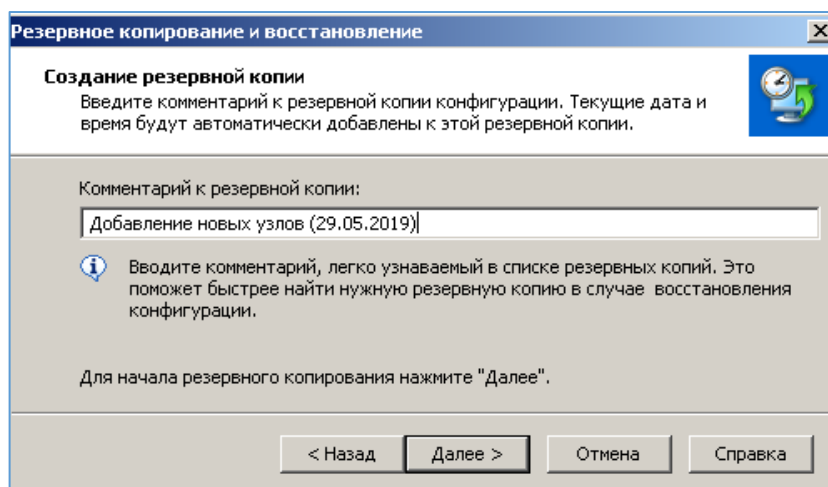 Резервное копирование и восстановление
Создание резервной копии
Введите комментарий к резервной копии конфигурации. Текущие дата и
время будут автоматически добавлены к этой резервной копии.
Комментарий к резервной копии:
Добавление новых узлов (29.05.2019)
Вводите комментарий, легко узнаваемый в списке резервных копий. Это
поможет быстрее найти нужную резервную копию в случае восстановления
конфигурации.
Для начала резервного копирования нажмите "Далее".
< Назад Далее > Отмена Справка